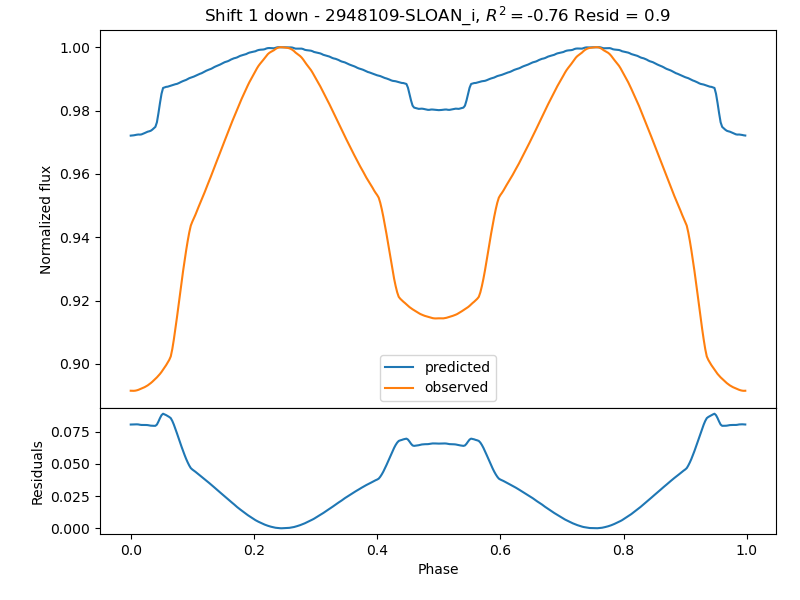 Shift 1 down - 2948109-SLOAN_i, $R^2 = $-0.76 Resid = 0.9
1.00
0.98
0.96
0.94
0.92
0.90
Normalized flux
predicted
observed
0.075
0.050
0.025
0.000
Residuals
0.0 0.2 0.4 0.6 0.8 1.0
Phase